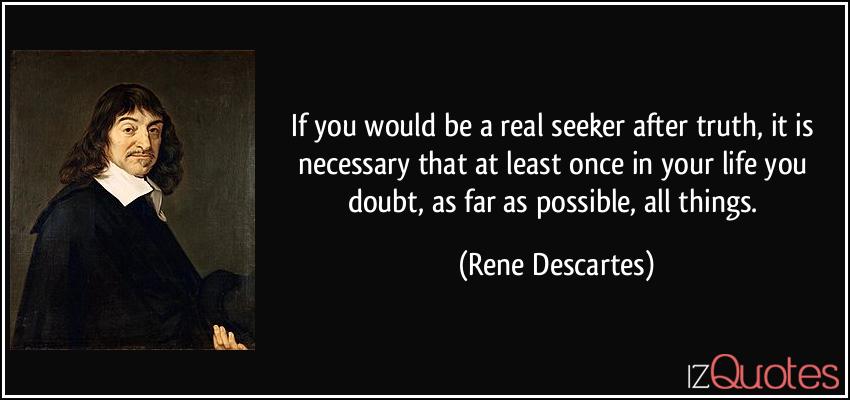 If you would be a real seeker after truth, it is
necessary that at least once in your life you
doubt, as far as possible, all things.
(Rene Descartes)
IZQuotes